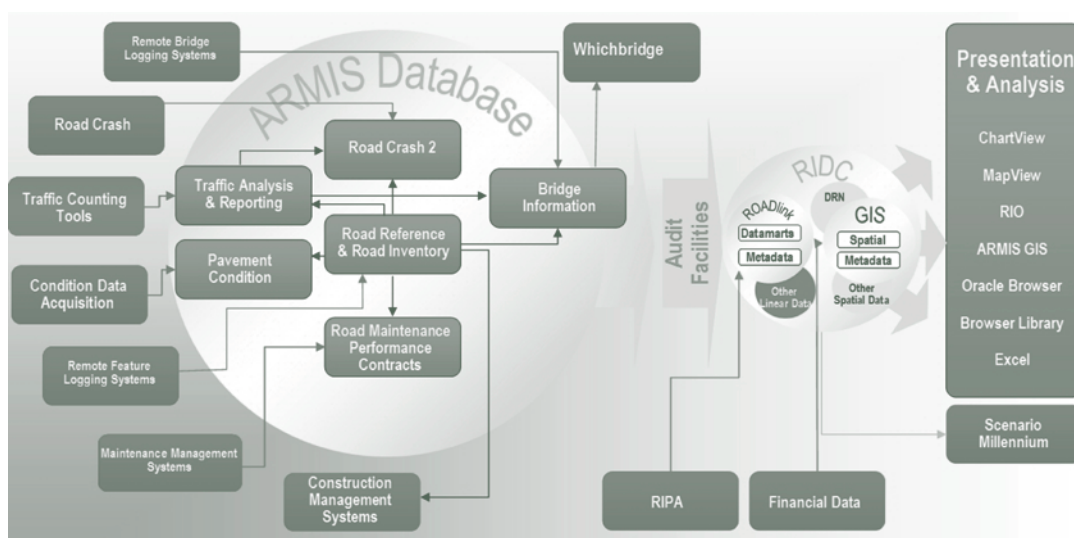 Remote Bridge
Logging Systems
Whichbridge
ARMIS Database
Road Crash
Road Crash 2
Traffic Counting
Tools
Traffic Analysis
& Reporting
Bridge
Information
Road Reference
& Road Inventory
Pavement
Condition
Condition Data
Acquisition
Road Maintenance
Performance
Contracts
Remote Feature
Logging Systems
Maintenance Management
Systems
Construction
Management
Systems
Audit
Facilities
RIDC
DRN
ROADlink
Datamarts
Metadata
Other
Linear Data
GIS
Spatial
Metadata
Other
Spatial Data
RIPA
Financial Data
Presentation
& Analysis
ChartView
MapView
RIO
ARMIS GIS
Oracle Browser
Browser Library
Excel
Scenario
Millennium